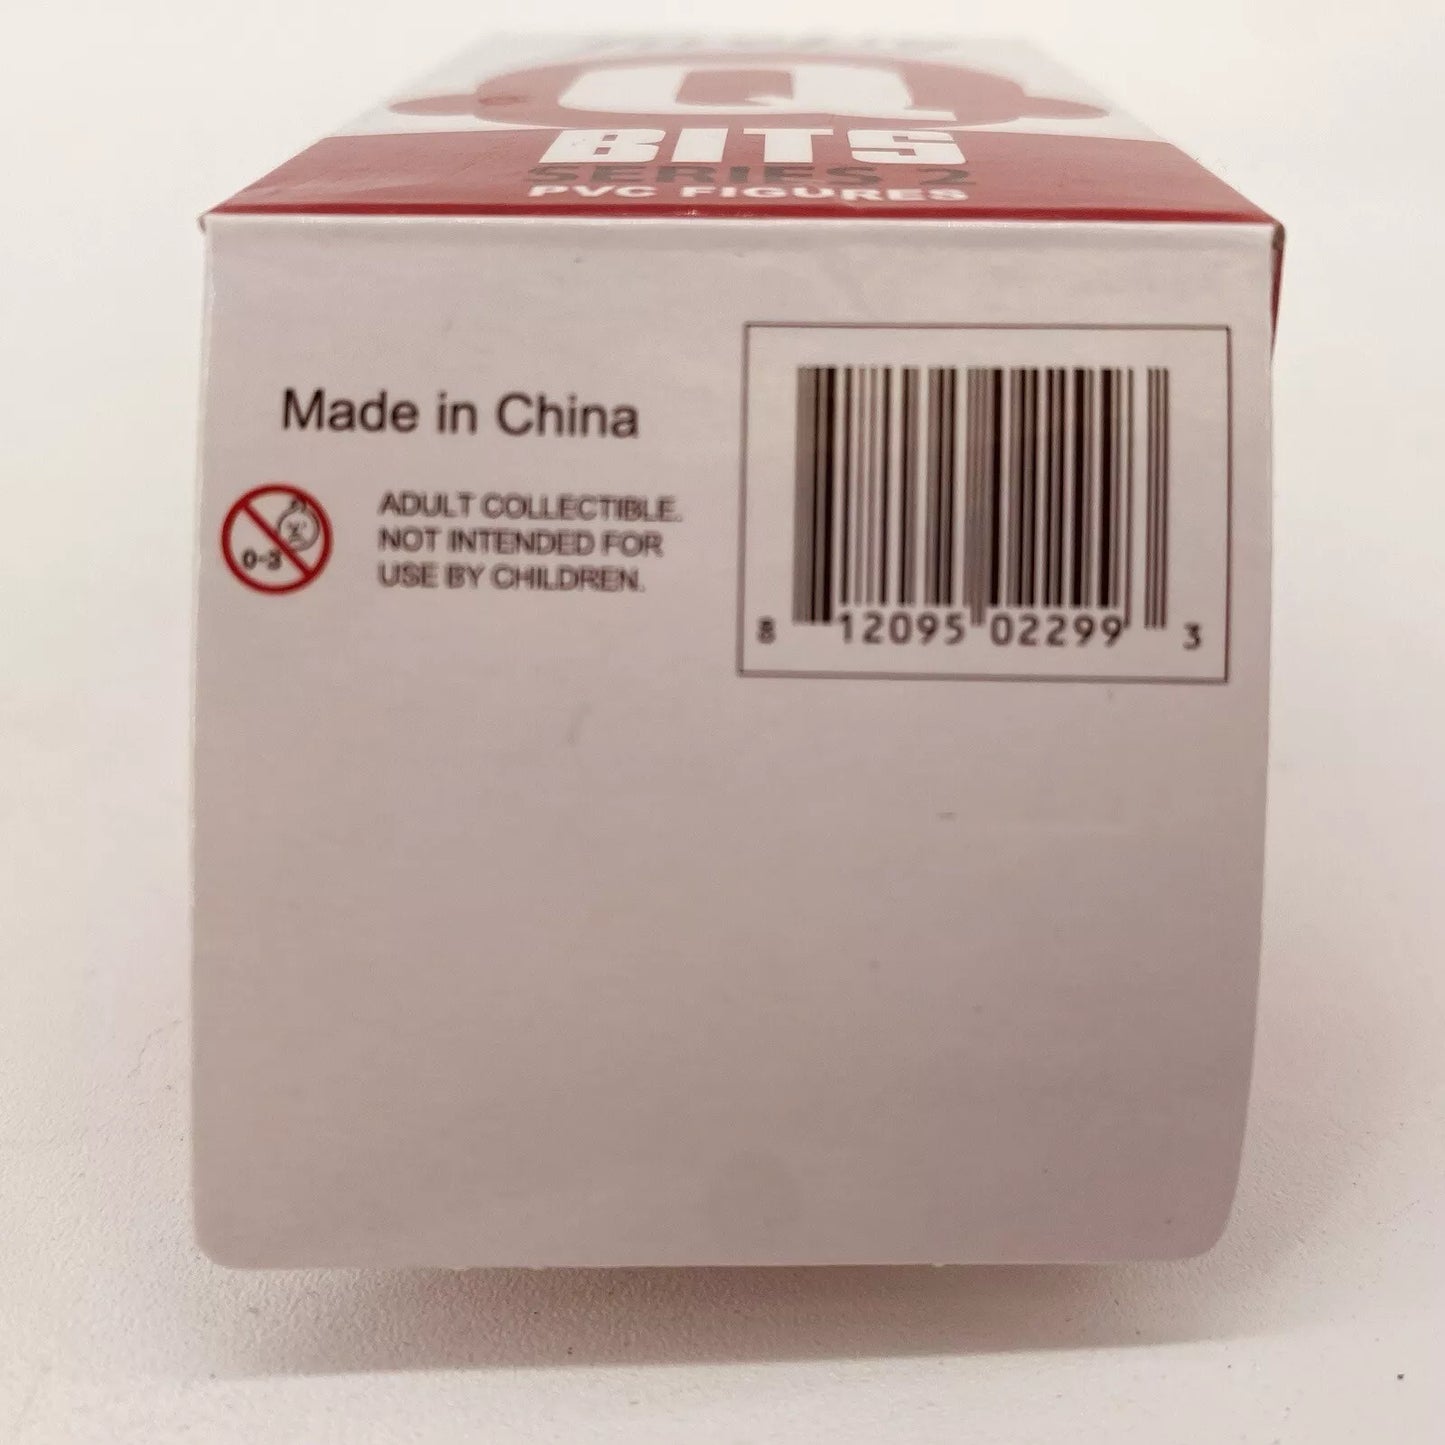 Q
BITS
SERIES 2
PVC FIGURES
Made in China
0-3
ADULT COLLECTIBLE.
NOT INTENDED FOR
USE BY CHILDREN.
8 12095 02299 3